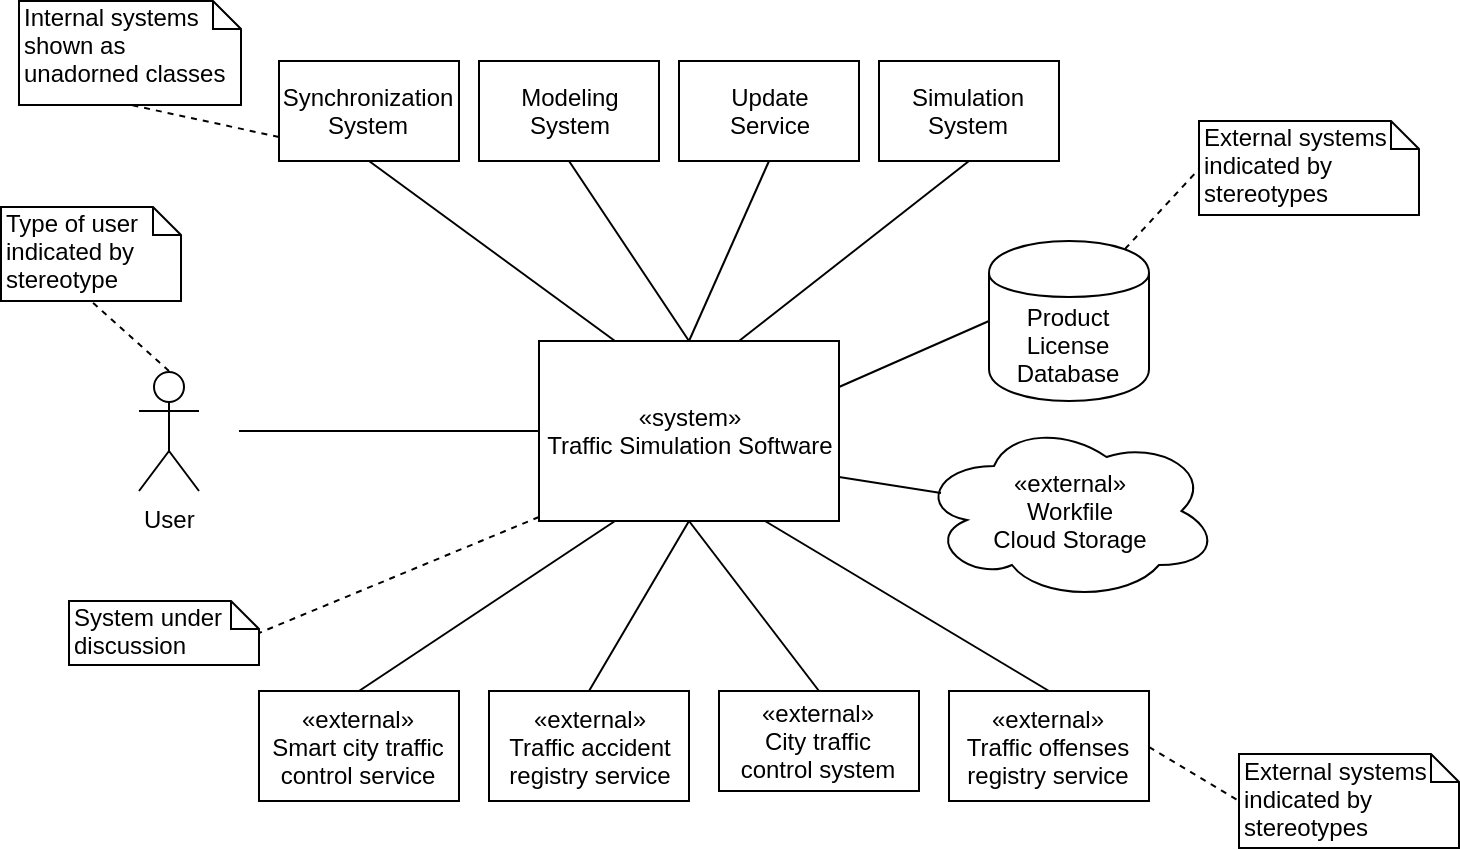 Internal systems
shown as
unadorned classes
Synchronization
System
Modeling
System
Update
Service
Simulation
System
External systems
indicated by
stereotypes
Type of user
indicated by
stereotype
Product
License
Database
«system»
Traffic Simulation Software
User
«external»
Workfile
Cloud Storage
System under
discussion
«external»
Smart city traffic
control service
«external»
Traffic accident
registry service
«external»
City traffic
control system
«external»
Traffic offenses
registry service
External systems
indicated by
stereotypes